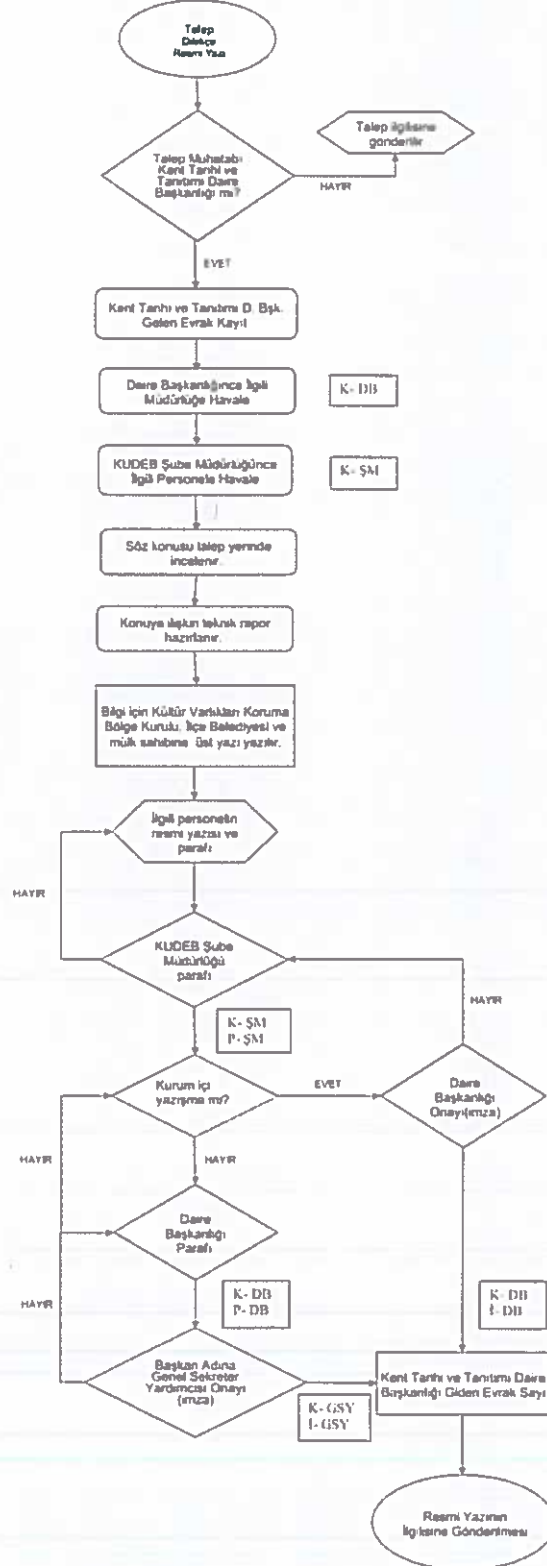 Talep
Dilekçe
Resmi Yazı
Talep Muhatabı
Kent Tarihi ve
Tanıtımı Daire
Başkanlığı mı?
Talep ilgilisine
gönderilir
HAYIR
EVET
Kent Tarihi ve Tanıtımı D. Bşk.
Gelen Evrak Kayıt
Daire Başkanlığınca İlgili
Müdürlüğe Havale
K- DB
KUDEB Şube Müdürlüğünce
İlgili Personele Havale
K- ŞM
Söz konusu talep yerinde
incelenir.
Konuya ilişkin teknik rapor
hazırlanır.
Bilgi için Kültür Varlıkları Koruma
Bölge Kurulu, İlçe Belediyesi ve
mülk sahibine üst yazı yazılır.
İlgili personelin
resmi yazısı ve
parafı
HAYIR
KUDEB Şube
Müdürlüğü
parafı
HAYIR
K- ŞM
P- ŞM
Kurum içi
yazışma mı?
EVET
Daire
Başkanlığı
Onayı(imza)
HAYIR
HAYIR
Daire
Başkanlığı
Parafı
HAYIR
K- DB
P- DB
K- DB
İ- DB
Başkan Adına
Genel Sekreter
Yardımcısı Onayı
(imza)
K- GSY
İ- GSY
Kent Tarihi ve Tanıtımı Daire
Başkanlığı Giden Evrak Sayı
Resmi Yazının
İlgilisine Gönderilmesi